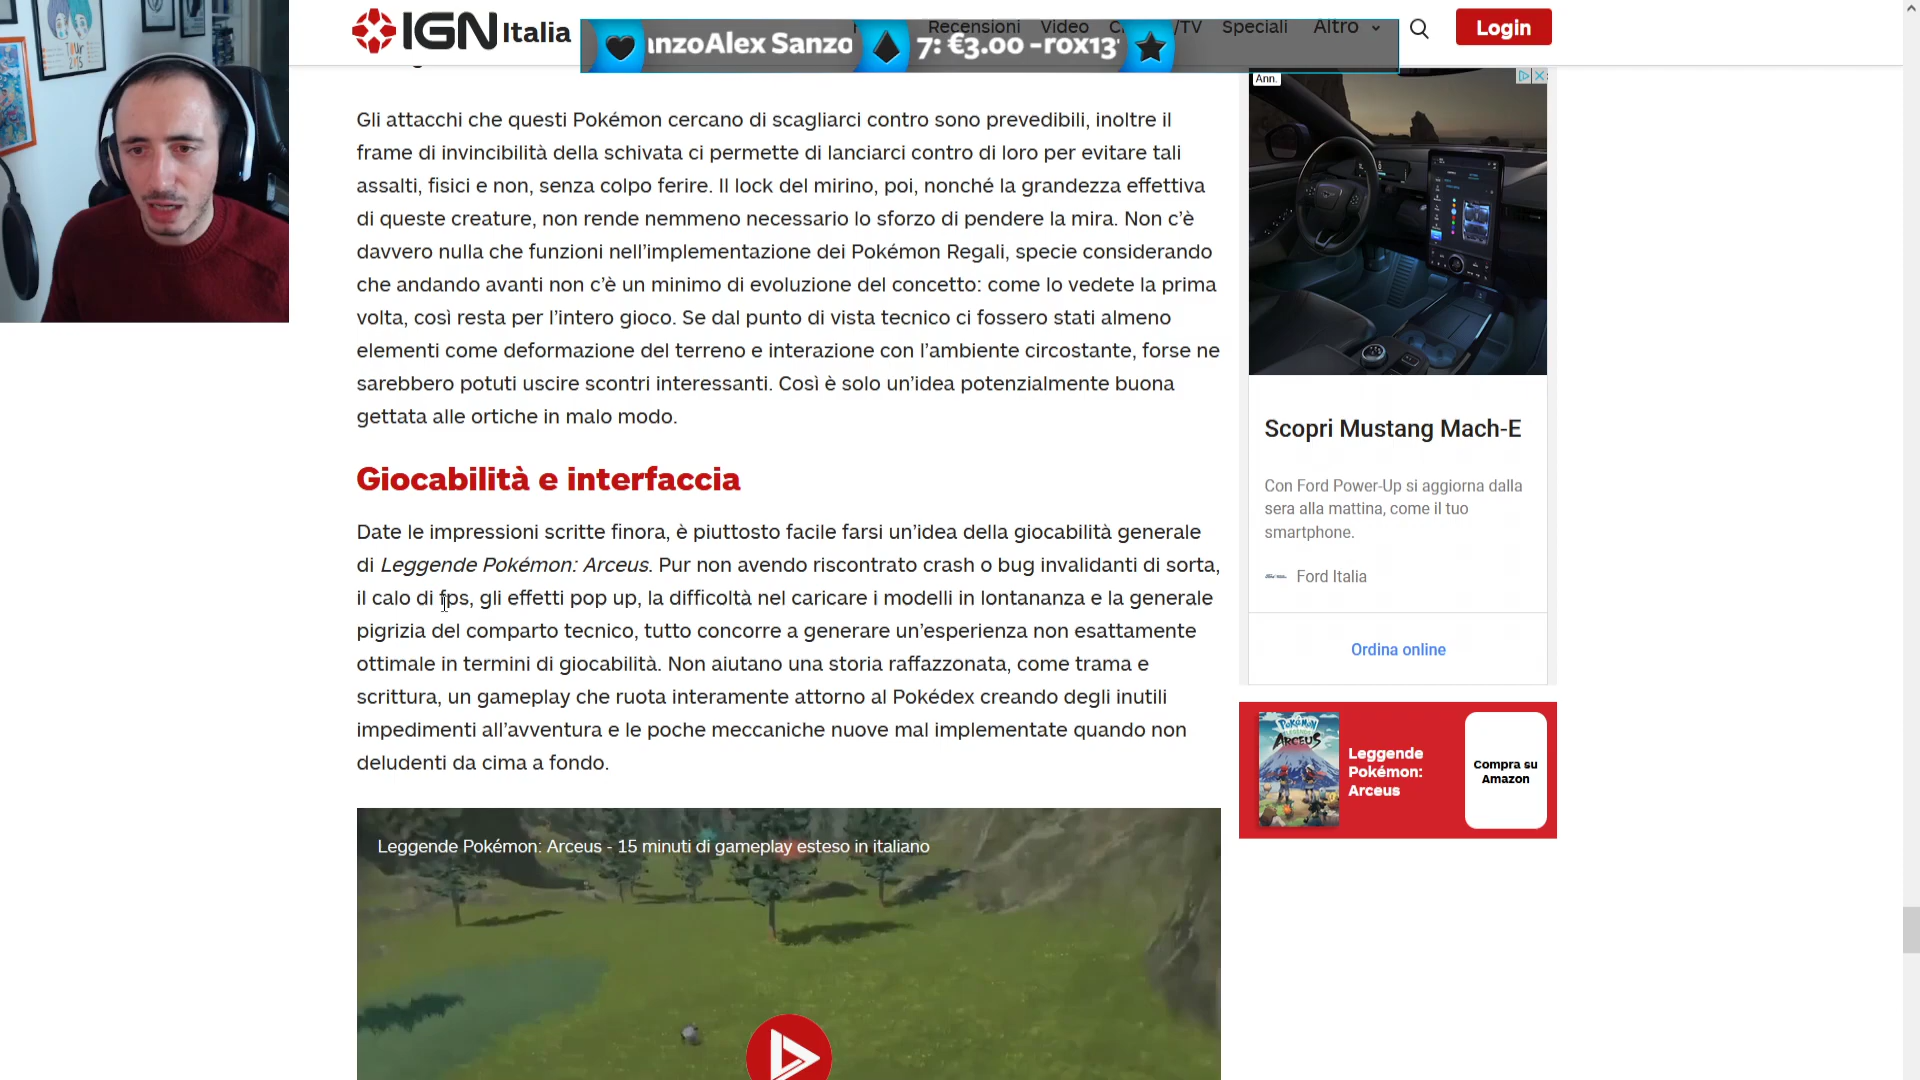 TOUR
2015
IGN Italia
Recensioni Video
/TV Speciali Altro
Login
anzoAlex Sanzo
7: €3.00 -rox13
Gli attacchi che questi Pokémon cercano di scagliarci contro sono prevedibili, inoltre il
frame di invincibilità della schivata ci permette di lanciarci contro di loro per evitare tali
assalti, fisici e non, senza colpo ferire. Il lock del mirino, poi, nonché la grandezza effettiva
di queste creature, non rende nemmeno necessario lo sforzo di pendere la mira. Non c’è
davvero nulla che funzioni nell’implementazione dei Pokémon Regali, specie considerando
che andando avanti non c’è un minimo di evoluzione del concetto: come lo vedete la prima
volta, così resta per l’intero gioco. Se dal punto di vista tecnico ci fossero stati almeno
elementi come deformazione del terreno e interazione con l’ambiente circostante, forse ne
sarebbero potuti uscire scontri interessanti. Così è solo un’idea potenzialmente buona
gettata alle ortiche in malo modo.
Giocabilità e interfaccia
Date le impressioni scritte finora, è piuttosto facile farsi un’idea della giocabilità generale
di Leggende Pokémon: Arceus. Pur non avendo riscontrato crash o bug invalidanti di sorta,
il calo di fps, gli effetti pop up, la difficoltà nel caricare i modelli in lontananza e la generale
pigrizia del comparto tecnico, tutto concorre a generare un’esperienza non esattamente
ottimale in termini di giocabilità. Non aiutano una storia raffazzonata, come trama e
scrittura, un gameplay che ruota interamente attorno al Pokédex creando degli inutili
impedimenti all’avventura e le poche meccaniche nuove mal implementate quando non
deludenti da cima a fondo.
Leggende Pokémon: Arceus - 15 minuti di gameplay esteso in italiano
Ann.
Scopri Mustang Mach-E
Con Ford Power-Up si aggiorna dalla
sera alla mattina, come il tuo
smartphone.
Ford Italia
Ordina online
POKÉMON
ARCEUS
Leggende
Pokémon:
Arceus
Compra su
Amazon